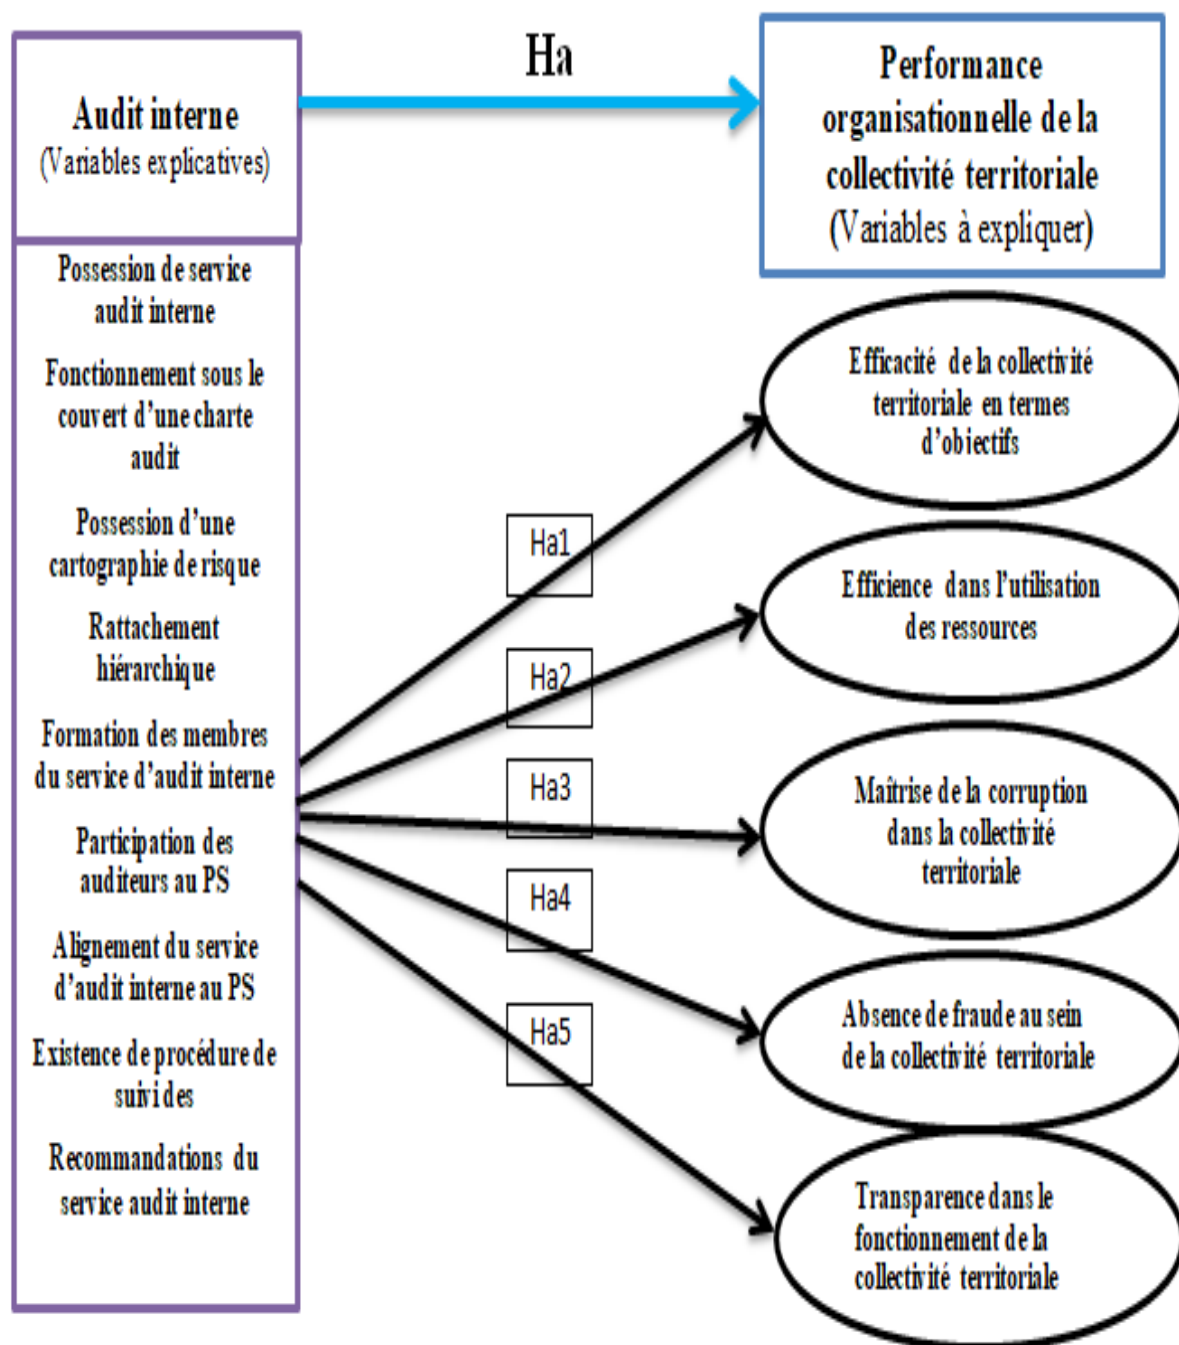 Audit interne
(Variables explicatives)
Possession de service
audit interne
Fonctionnement sous le
couvert d’une charte
audit
Possession d’une
cartographie de risque
Rattachement
hiérarchique
Formation des membres
du service d’audit interne
Participation des
auditeurs au PS
Alignement du service
d’audit interne au PS
Existence de procédure de
suivi des
Recommandations du
service audit interne
Ha
Ha1
Ha2
Ha3
Ha4
Ha5
Performance
organisationnelle de la
collectivité territoriale
(Variables à expliquer)
Efficacité de la collectivité
territoriale en termes
d’objectifs
Efficience dans l’utilisation
des ressources
Maîtrise de la corruption
dans la collectivité
territoriale
Absence de fraude au sein
de la collectivité territoriale
Transparence dans le
fonctionnement de la
collectivité territoriale